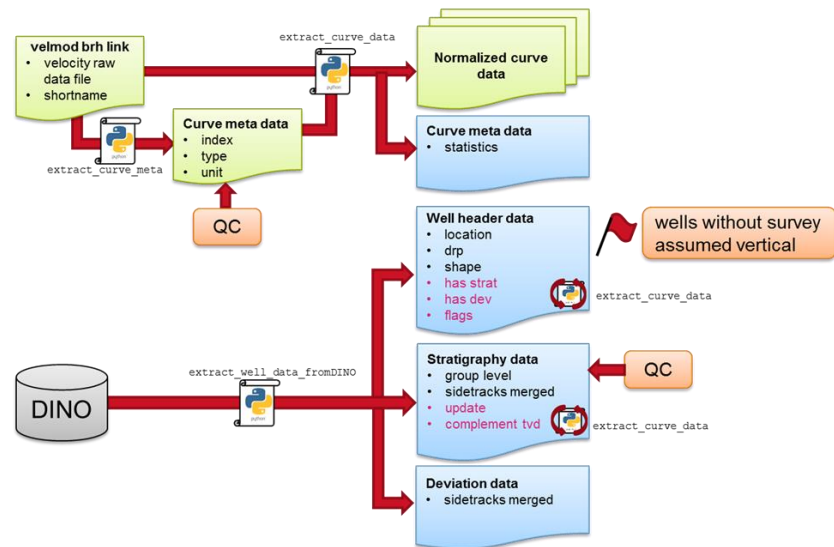 extract_curve_data
velmod brh link
• velocity raw
data file
• shortname
python
Normalized curve
data
Curve meta data
• index
• type
• unit
python
extract_curve_meta
Curve meta data
• statistics
QC
Well header data
• location
• drp
• shape
• has strat
• has dev
• flags
extract_curve_data
wells without survey
assumed vertical
DINO
extract_well_data_fromDINO
python
Stratigraphy data
• group level
• sidetracks merged
• update
• complement tvd
extract_curve_data
QC
Deviation data
• sidetracks merged